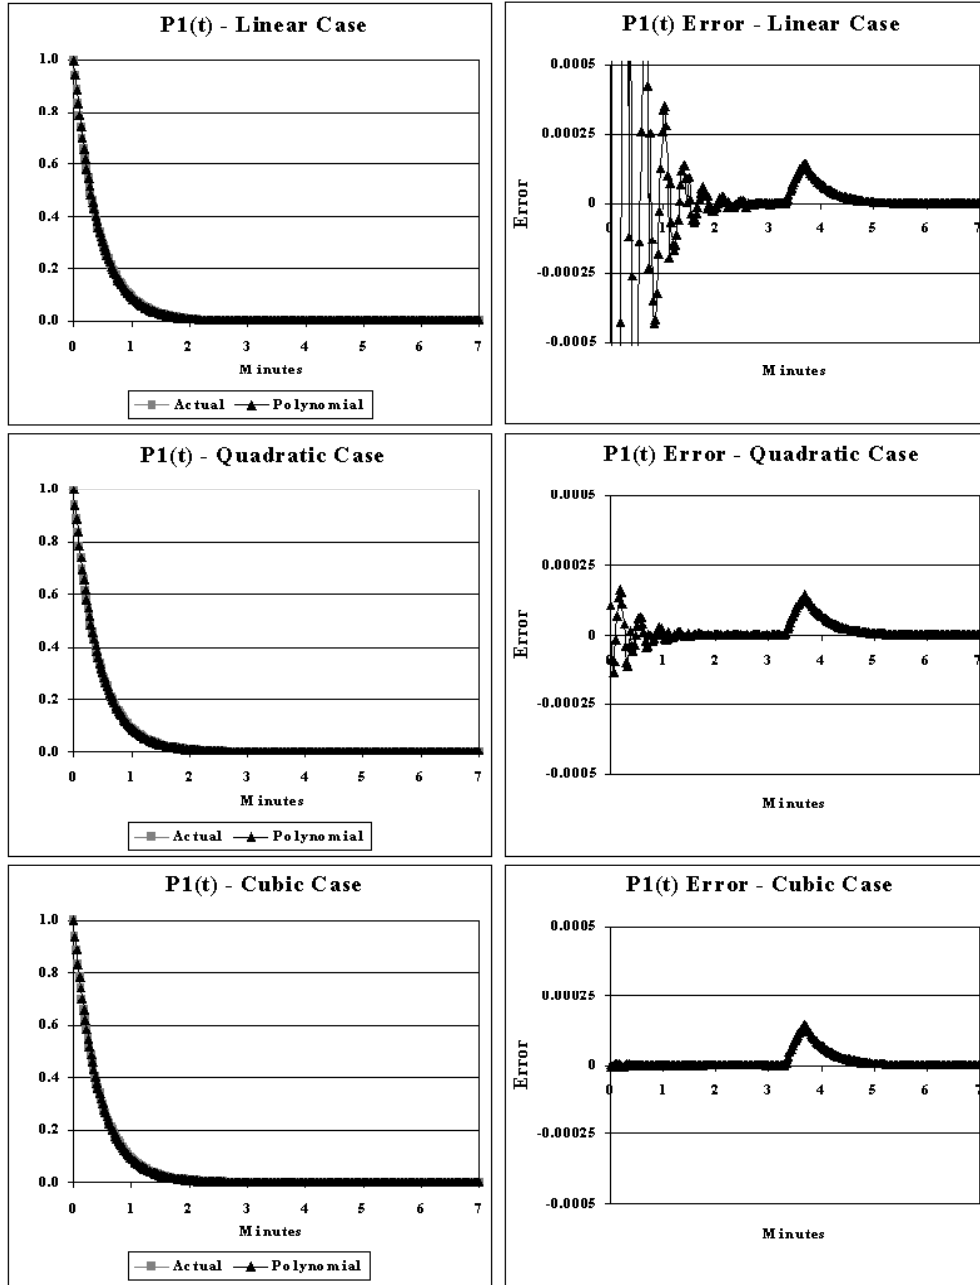 P1(t) - Linear Case
1.0
0.8
0.6
0.4
0.2
0.0
0 1 2 3 4 5 6 7
Minutes
Actual Polynomial
P1(t) Error - Linear Case
0.0005
0.00025
0
-0.00025
-0.0005
Error
0 1 2 3 4 5 6 7
Minutes
P1(t) - Quadratic Case
1.0
0.8
0.6
0.4
0.2
0.0
0 1 2 3 4 5 6 7
Minutes
Actual Polynomial
P1(t) Error - Quadratic Case
0.0005
0.00025
0
-0.00025
-0.0005
Error
0 1 2 3 4 5 6 7
Minutes
P1(t) - Cubic Case
1.0
0.8
0.6
0.4
0.2
0.0
0 1 2 3 4 5 6 7
Minutes
Actual Polynomial
P1(t) Error - Cubic Case
0.0005
0.00025
0
-0.00025
-0.0005
Error
0 1 2 3 4 5 6 7
Minutes